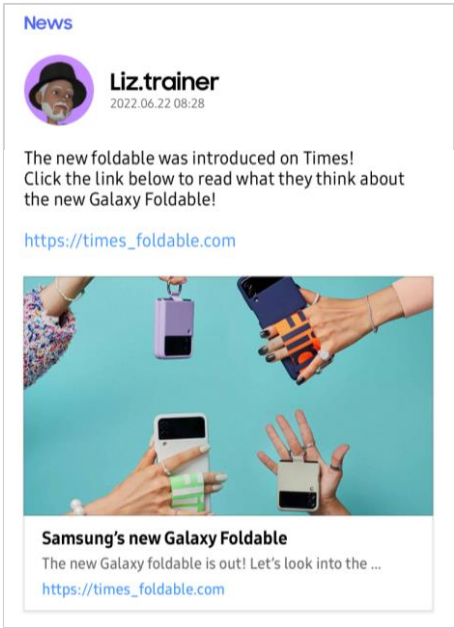 News
Liz.trainer
2022.06.22 08:28
The new foldable was introduced on Times!
Click the link below to read what they think about
the new Galaxy Foldable!
https://times_foldable.com
Samsung's new Galaxy Foldable
The new Galaxy foldable is out! Let's look into the ...
https://times_foldable.com